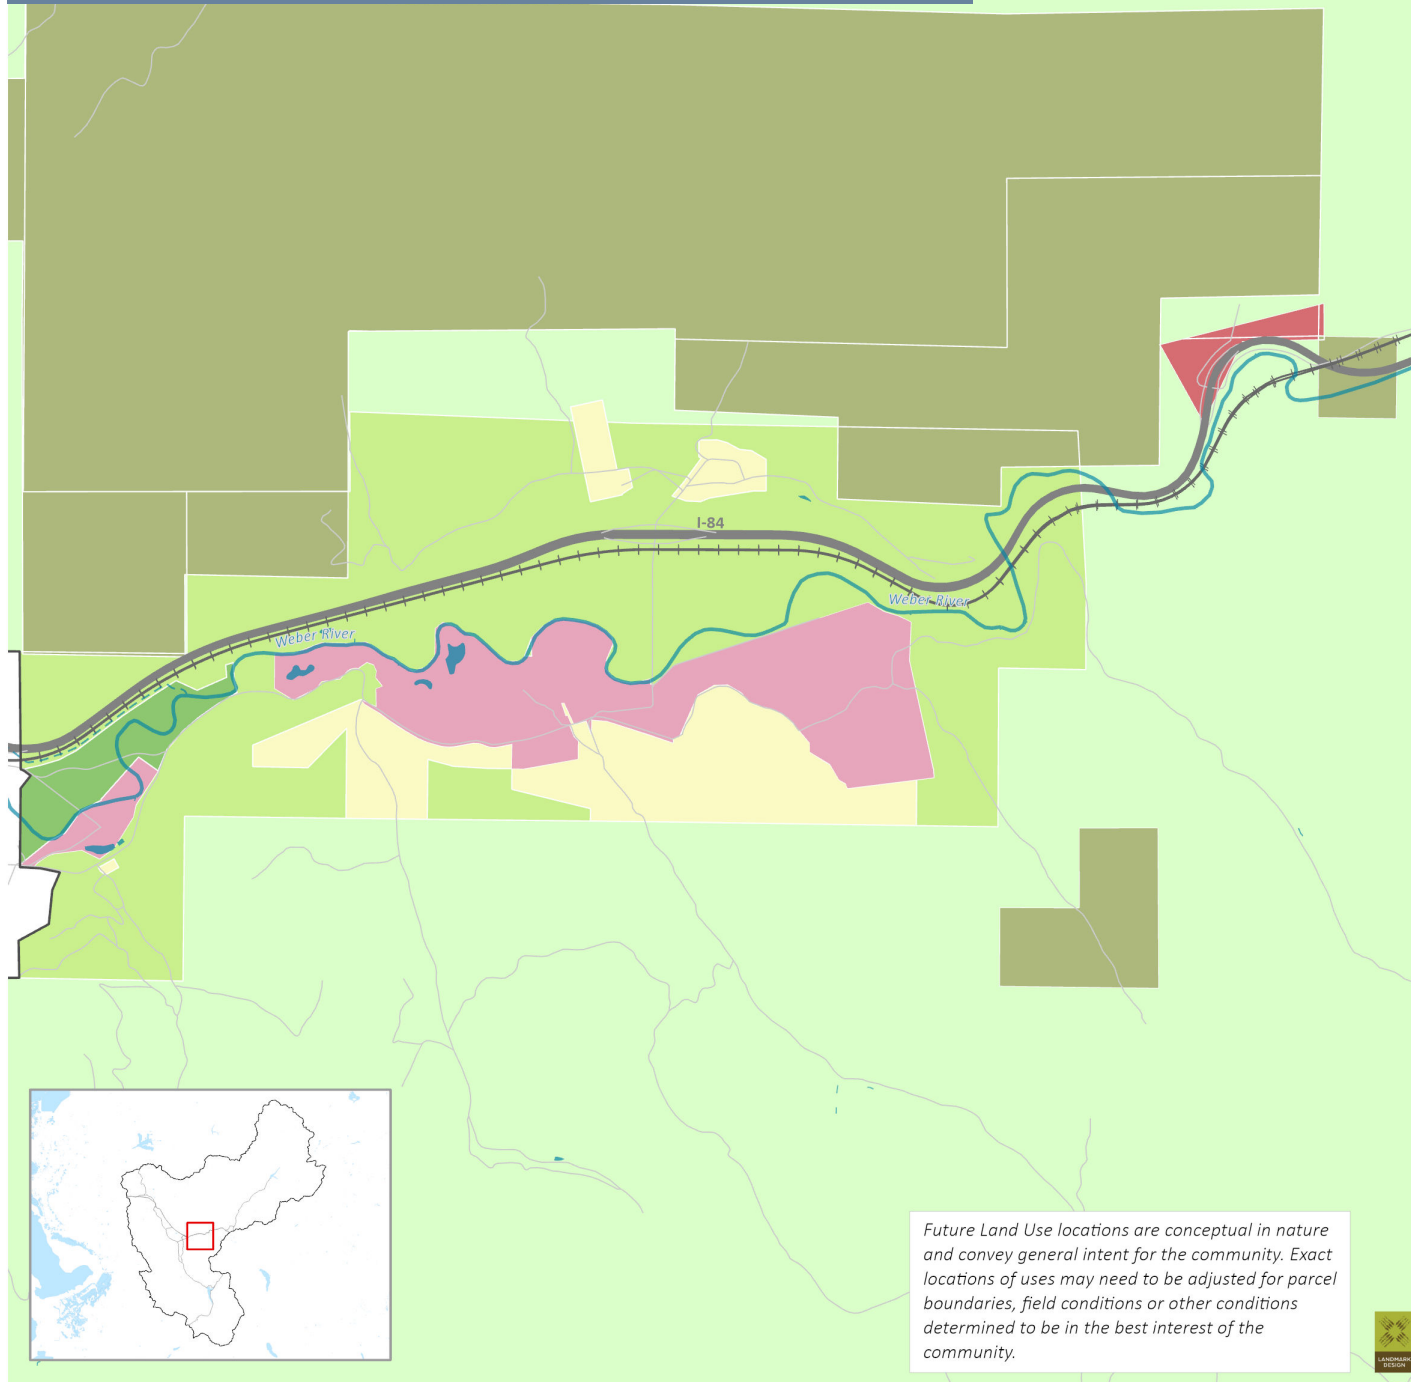 I-84
Weber River
Weber River
Future Land Use locations are conceptual in nature
and convey general intent for the community. Exact
locations of uses may need to be adjusted for parcel
boundaries, field conditions or other conditions
determined to be in the best interest of the
community.
LANDMARK
DESIGN